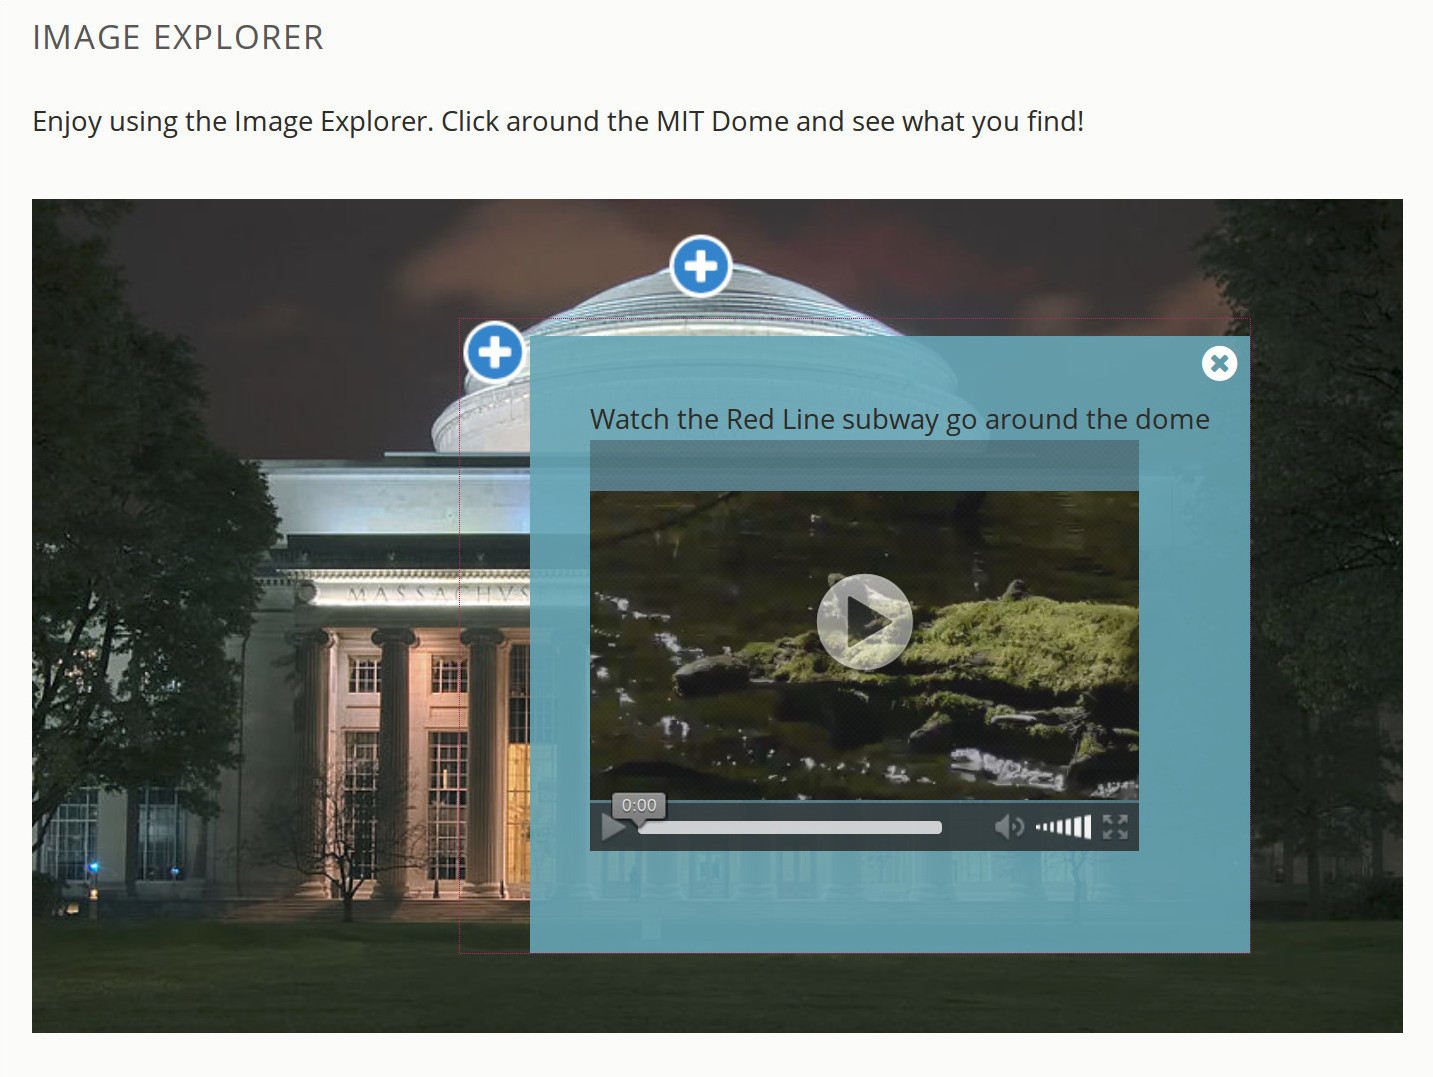 IMAGE EXPLORER
Enjoy using the Image Explorer. Click around the MIT Dome and see what you find!
Watch the Red Line subway go around the dome
MASSACHVS
0:00